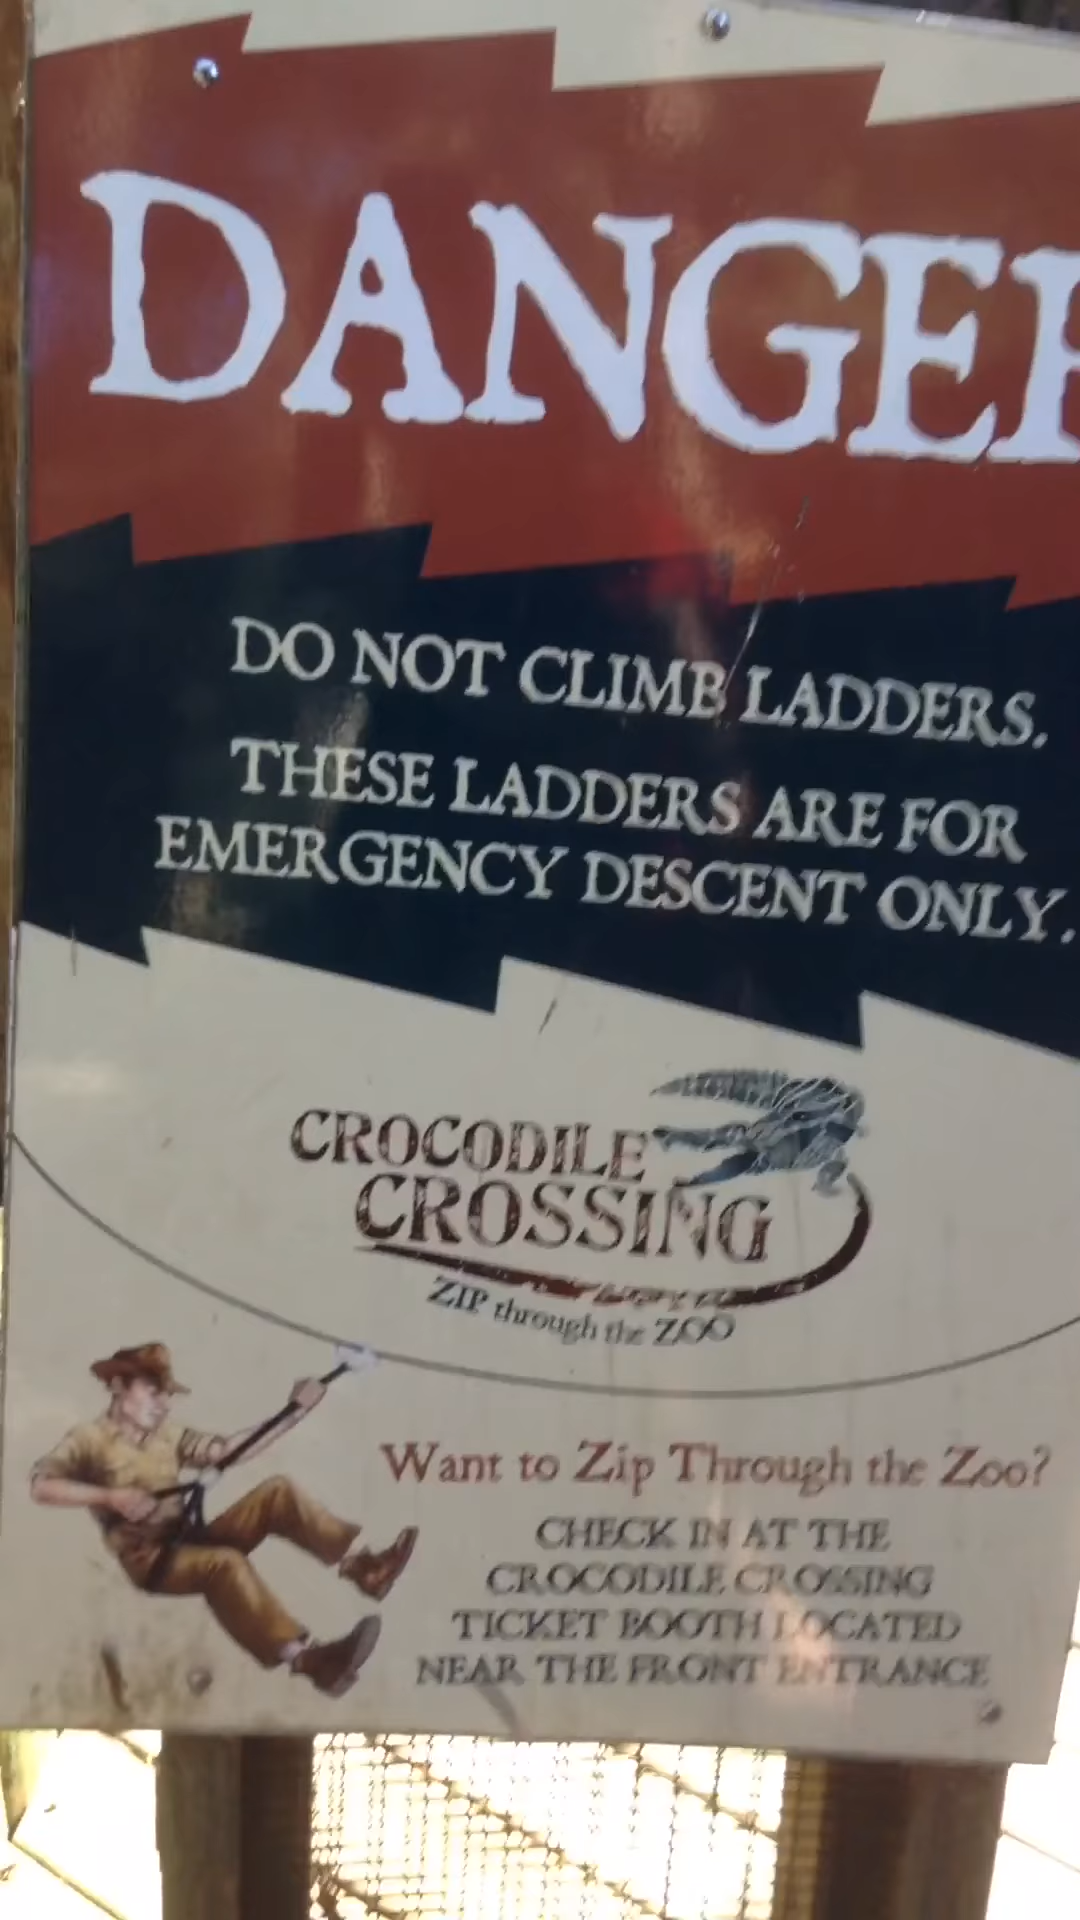 DANGER
DO NOT CLIMB LADDERS.
THESE LADDERS ARE FOR
EMERGENCY DESCENT ONLY.
CROCODILE
CROSSING
ZIP through the ZOO
Want to Zip Through the Zoo?
CHECK IN AT THE
CROCODILE CROSSING
TICKET BOOTH LOCATED
NEAR THE FRONT ENTRANCE